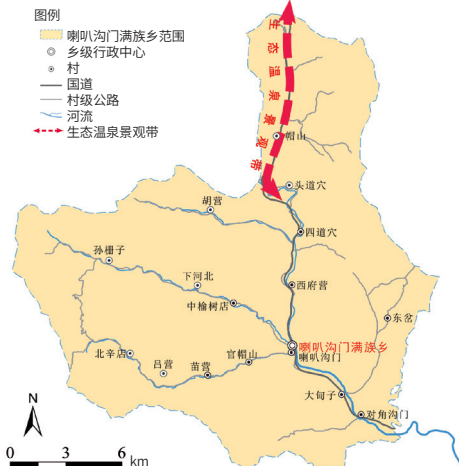 图例
喇叭沟门满族乡范围
乡级行政中心
村
国道
村级公路
河流
生态温泉景观带
生态温泉景观带
帽山
头道穴
胡营
四道穴
孙栅子
下河北
西府营
中榆树店
东岔
喇叭沟门满族乡
喇叭沟门
北辛店
吕营
苗营
官帽山
大甸子
对角沟门
N
0 3 6 km